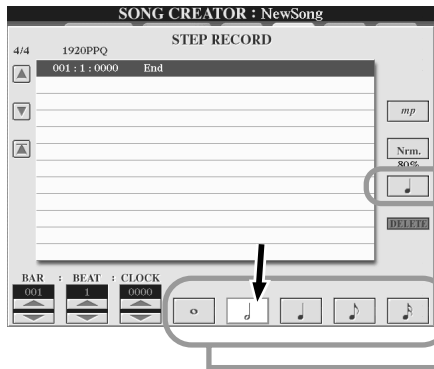 SONG CREATOR : NewSong
STEP RECORD
4/4 1920PPQ
001 : 1 : 0000 End
mp
Nrm.
80%
DELETE
BAR : BEAT : CLOCK
001 1 0000